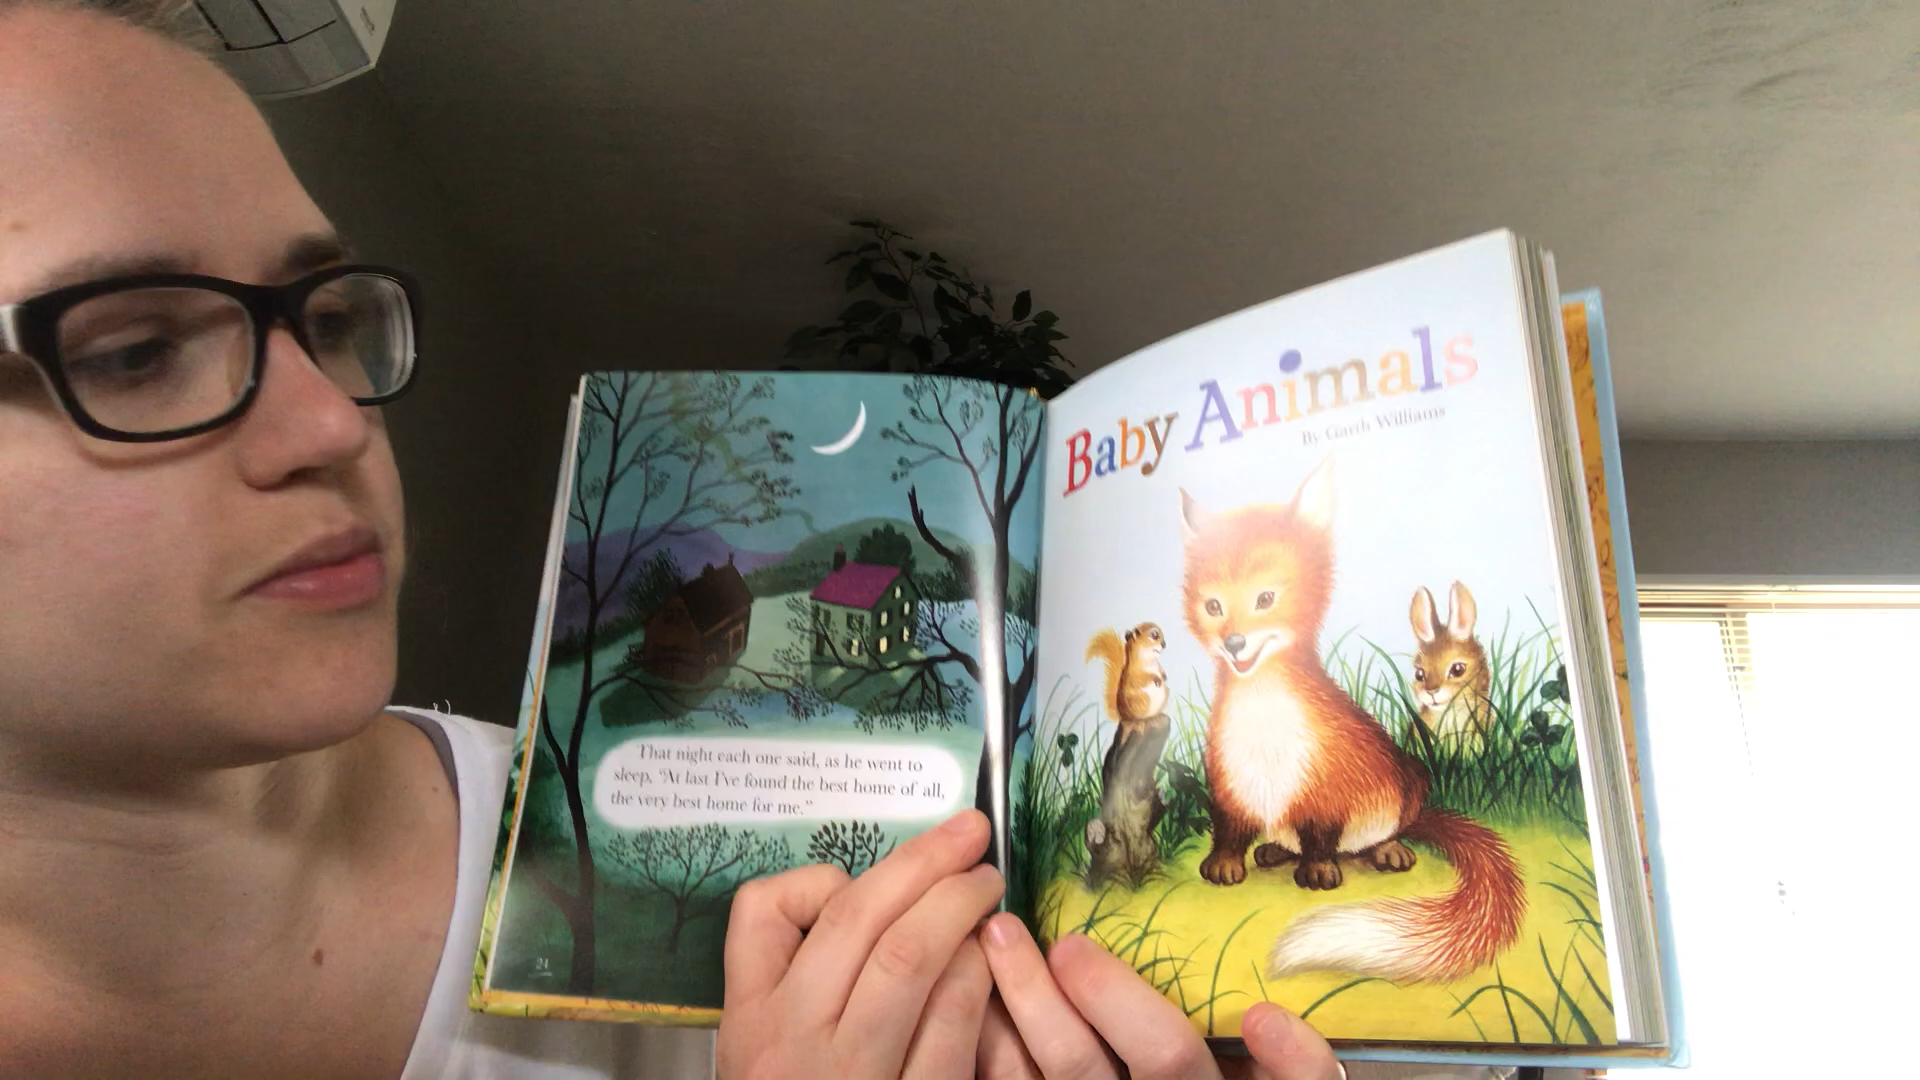 That night each one said, as he went to
sleep, "At last I've found the best home of all,
the very best home for me."
24
Baby Animals
By Garth Williams